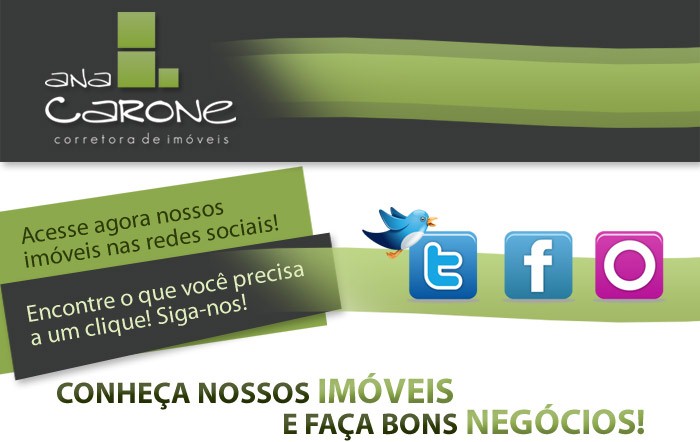 ana
CARONE
corretora de imóveis
Acesse agora nossos
imóveis nas redes sociais!
Encontre o que você precisa
a um clique! Siga-nos!
t
f
CONHEÇA NOSSOS IMÓVEIS
E FAÇA BONS NEGÓCIOS!